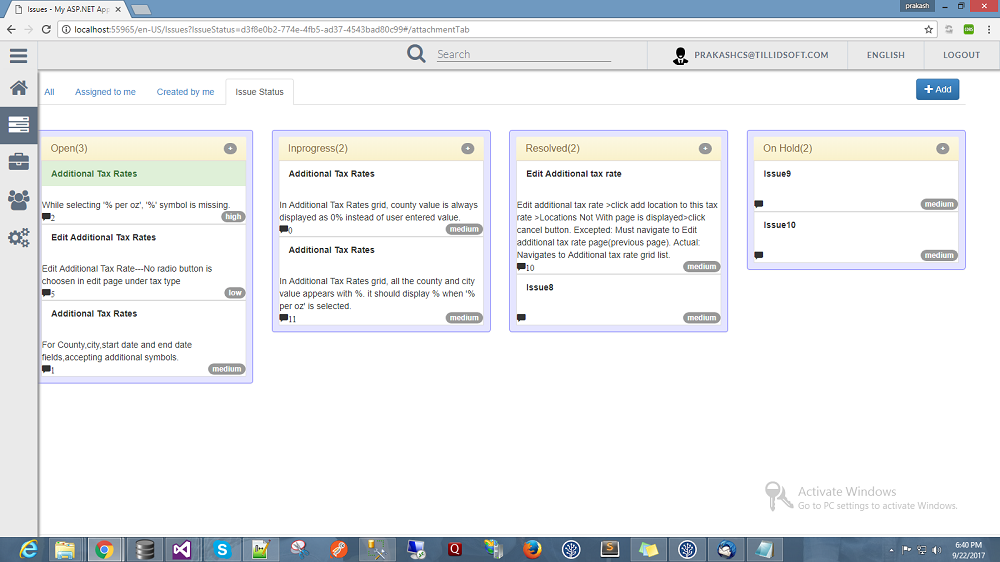 Issues - My ASP.NET App
prakash
localhost:55965/en-US/Issues?IssueStatus=d3f8e0b2-774e-4fb5-ad37-4543bad80c99#/attachmentTab
Search
PRAKASHCS@TILLIDSOFT.COM
ENGLISH
LOGOUT
All
Assigned to me
Created by me
Issue Status
+ Add
Open(3)
Additional Tax Rates
While selecting '% per oz', '%' symbol is missing.
2
high
Edit Additional Tax Rates
Edit Additional Tax Rate---No radio button is
choosen in edit page under tax type
5
low
Additional Tax Rates
For County,city,start date and end date
fields,accepting additional symbols.
1
medium
Inprogress(2)
Additional Tax Rates
In Additional Tax Rates grid, county value is always
displayed as 0% instead of user entered value.
0
medium
Additional Tax Rates
In Additional Tax Rates grid, all the county and city
value appears with %. it should display % when '%
per oz' is selected.
11
medium
Resolved(2)
Edit Additional tax rate
Edit additional tax rate >click add location to this tax
rate >Locations Not With page is displayed>click
cancel button. Excepted: Must navigate to Edit
additional tax rate page(previous page). Actual:
Navigates to Additional tax rate grid list.
10
medium
Issue8
medium
On Hold(2)
Issue9
medium
Issue10
medium
Activate Windows
Go to PC settings to activate Windows.
6:40 PM
9/22/2017